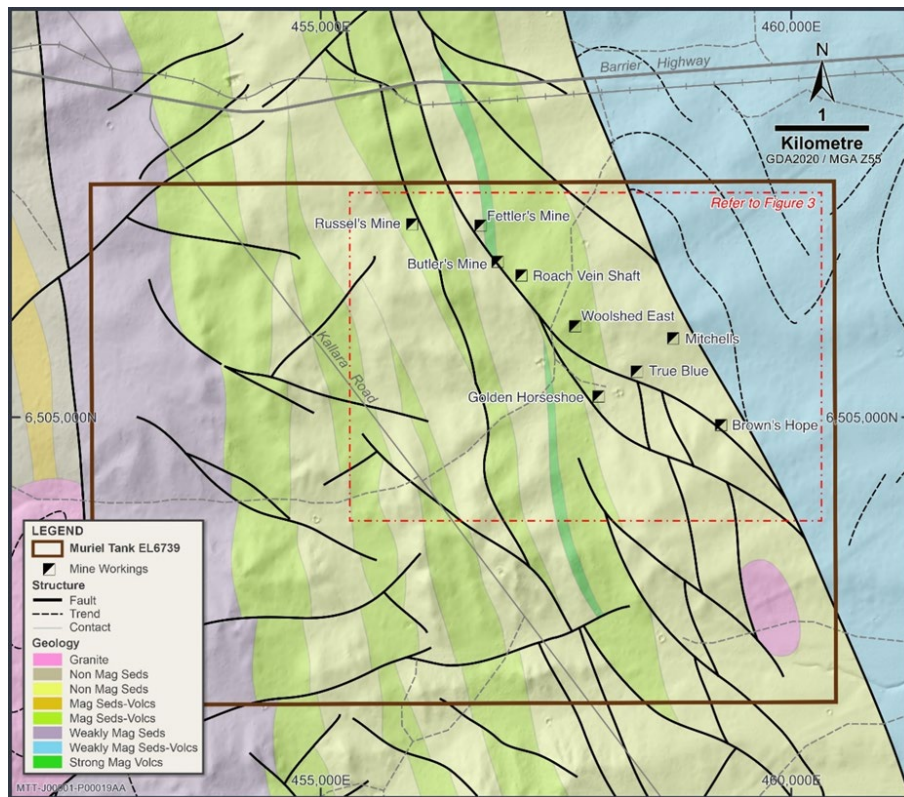 455,000E
460,000E
Barrier Highway
N
1
Kilometre
GDA2020 / MGA Z55
Refer to Figure 3
Russel's Mine
Fettler's Mine
Butler's Mine
Roach Vein Shaft
Woolshed East
Mitchells
Kallara Road
True Blue
Golden Horseshoe
6,505,000N
6,505,000N
Brown's Hope
LEGEND
Muriel Tank EL6739
Mine Workings
Structure
Fault
Trend
Contact
Geology
Granite
Non Mag Seds
Non Mag Seds
Mag Seds-Volcs
Mag Seds-Volcs
Weakly Mag Seds
Weakly Mag Seds-Volcs
Strong Mag Volcs
455,000E
460,000E
MTT-J00901-P00019AA